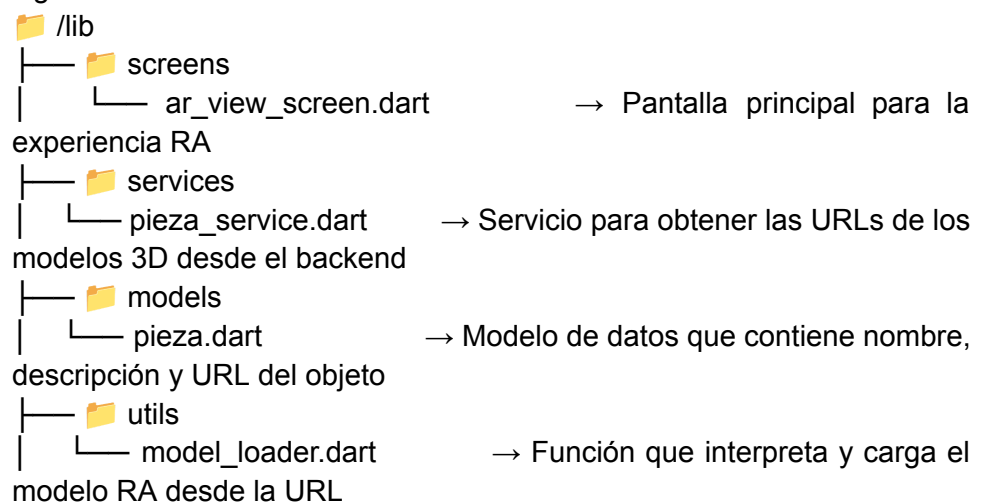 📁 /lib
├── 📁 screens
│ └── ar_view_screen.dart → Pantalla principal para la
experiencia RA
├── 📁 services
│ └── pieza_service.dart → Servicio para obtener las URLs de los
modelos 3D desde el backend
├── 📁 models
│ └── pieza.dart → Modelo de datos que contiene nombre,
descripción y URL del objeto
├── 📁 utils
│ └── model_loader.dart → Función que interpreta y carga el
modelo RA desde la URL